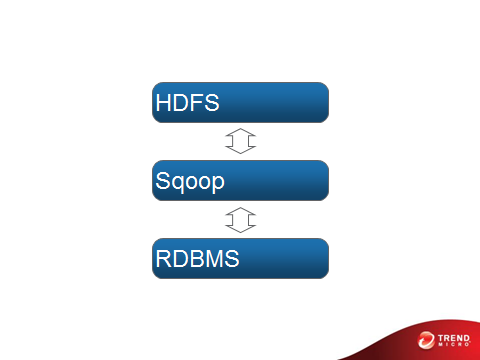 HDFS
Sqoop
RDBMS
TREND
MICRO